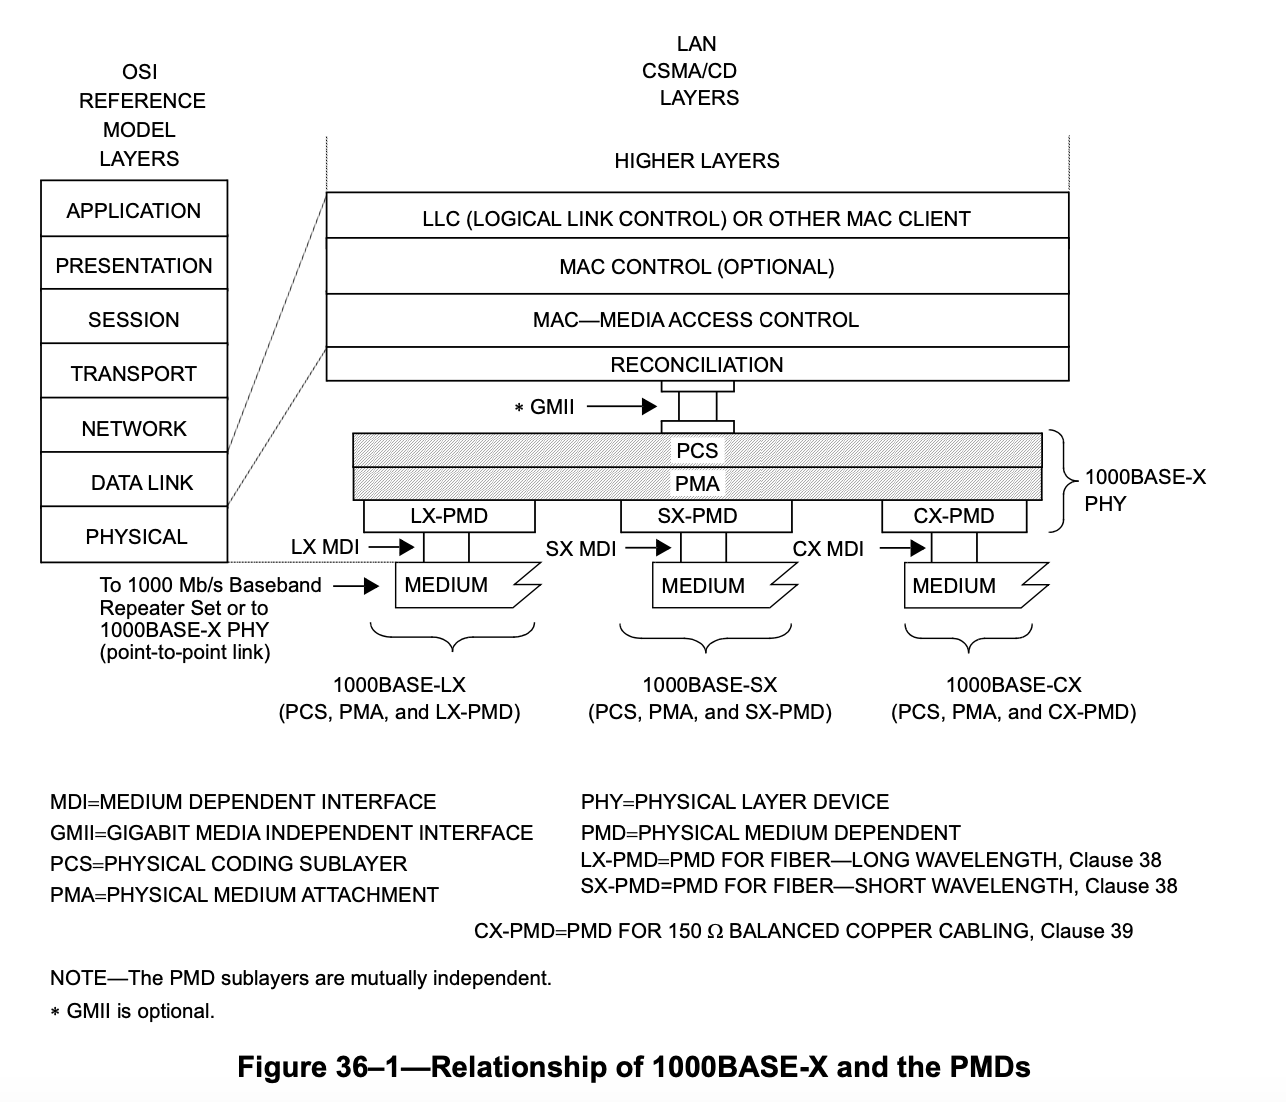 LAN
CSMA/CD
LAYERS
OSI
REFERENCE
MODEL
LAYERS
HIGHER LAYERS
APPLICATION
PRESENTATION
SESSION
TRANSPORT
NETWORK
DATA LINK
PHYSICAL
LLC (LOGICAL LINK CONTROL) OR OTHER MAC CLIENT
MAC CONTROL (OPTIONAL)
MAC—MEDIA ACCESS CONTROL
RECONCILIATION
* GMII
PCS
PMA
1000BASE-X
PHY
LX-PMD
SX-PMD
CX-PMD
LX MDI
SX MDI
CX MDI
MEDIUM
MEDIUM
MEDIUM
To 1000 Mb/s Baseband
Repeater Set or to
1000BASE-X PHY
(point-to-point link)
1000BASE-LX
(PCS, PMA, and LX-PMD)
1000BASE-SX
(PCS, PMA, and SX-PMD)
1000BASE-CX
(PCS, PMA, and CX-PMD)
MDI=MEDIUM DEPENDENT INTERFACE
GMII=GIGABIT MEDIA INDEPENDENT INTERFACE
PCS=PHYSICAL CODING SUBLAYER
PMA=PHYSICAL MEDIUM ATTACHMENT
PHY=PHYSICAL LAYER DEVICE
PMD=PHYSICAL MEDIUM DEPENDENT
LX-PMD=PMD FOR FIBER—LONG WAVELENGTH, Clause 38
SX-PMD=PMD FOR FIBER—SHORT WAVELENGTH, Clause 38
CX-PMD=PMD FOR 150 Ω BALANCED COPPER CABLING, Clause 39
NOTE—The PMD sublayers are mutually independent.
* GMII is optional.
Figure 36–1—Relationship of 1000BASE-X and the PMDs